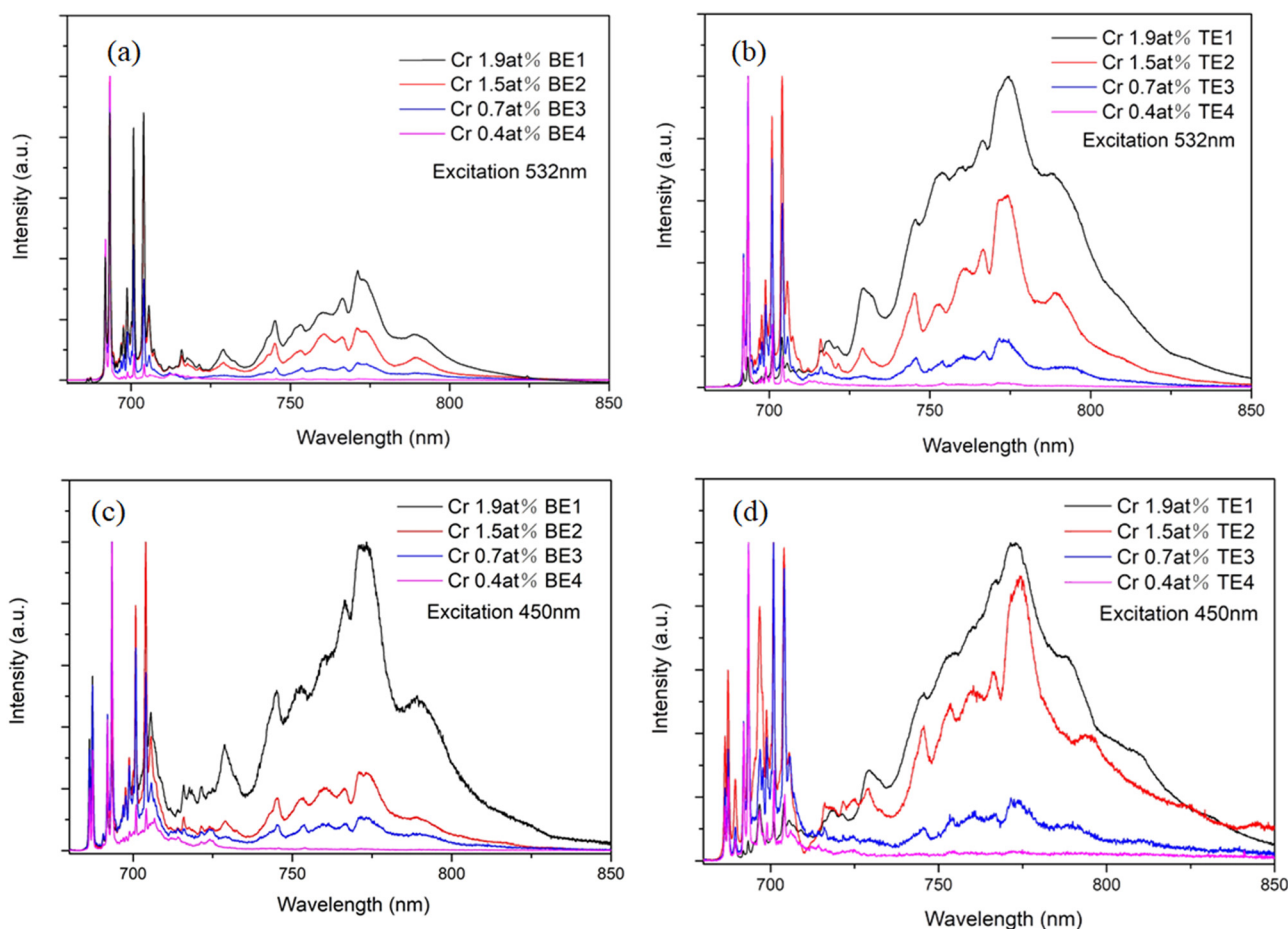 (a)
Cr 1.9at% BE1
Cr 1.5at% BE2
Cr 0.7at% BE3
Cr 0.4at% BE4
Excitation 532nm
Intensity (a.u.)
700 750 800 850
Wavelength (nm)
(b)
Cr 1.9at% TE1
Cr 1.5at% TE2
Cr 0.7at% TE3
Cr 0.4at% TE4
Excitation 532nm
Intensity (a.u.)
700 750 800 850
Wavelength (nm)
(c)
Cr 1.9at% BE1
Cr 1.5at% BE2
Cr 0.7at% BE3
Cr 0.4at% BE4
Excitation 450nm
Intensity (a.u.)
700 750 800 850
Wavelength (nm)
(d)
Cr 1.9at% TE1
Cr 1.5at% TE2
Cr 0.7at% TE3
Cr 0.4at% TE4
Excitation 450nm
Intensity (a.u.)
700 750 800 850
Wavelength (nm)